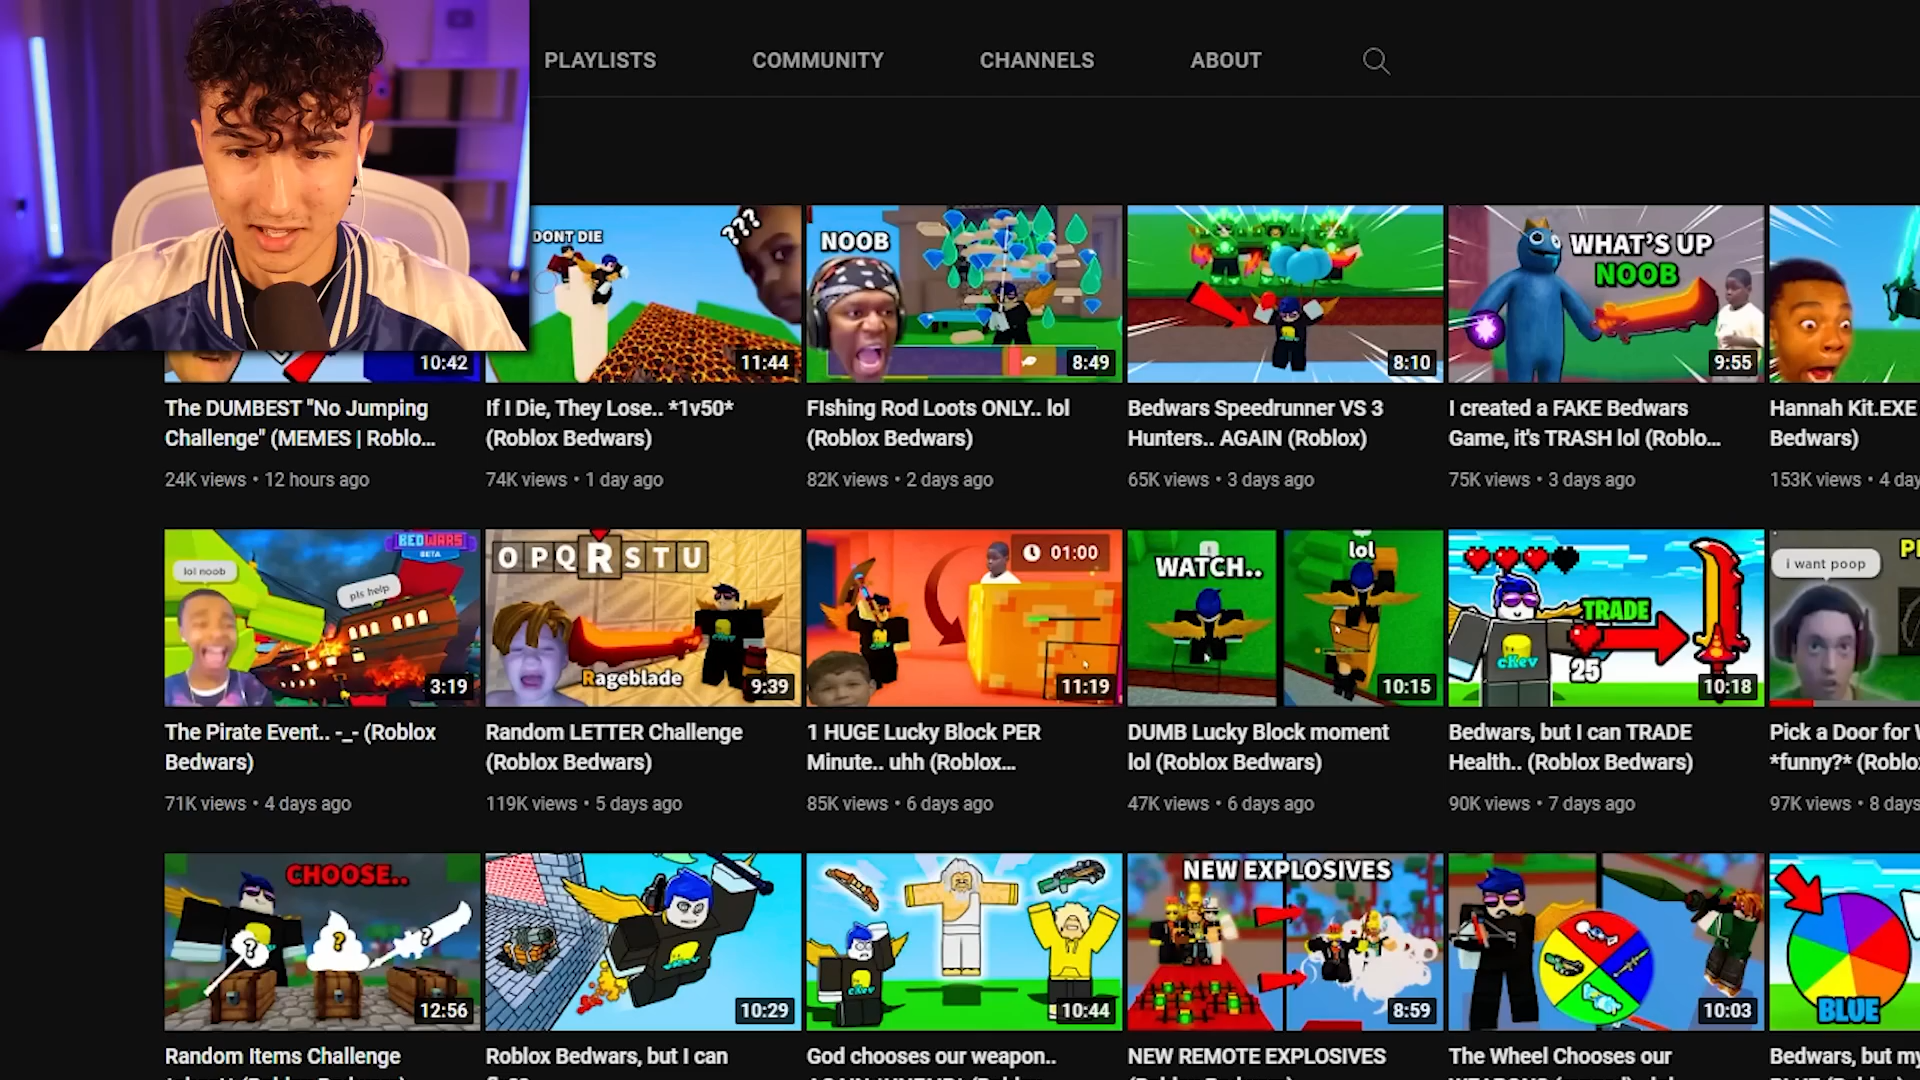 PLAYLISTS
COMMUNITY
CHANNELS
ABOUT
10:42
The DUMBEST "No Jumping
Challenge" (MEMES | Roblo...
24K views • 12 hours ago
DONT DIE
???
11:44
If I Die, They Lose.. *1v50*
(Roblox Bedwars)
74K views • 1 day ago
NOOB
8:49
FIshing Rod Loots ONLY.. lol
(Roblox Bedwars)
82K views • 2 days ago
8:10
Bedwars Speedrunner VS 3
Hunters.. AGAIN (Roblox)
65K views • 3 days ago
WHAT'S UP
NOOB
9:55
I created a FAKE Bedwars
Game, it's TRASH lol (Roblo...
75K views • 3 days ago
Hannah Kit.EXE
Bedwars)
153K views • 4 day
BEDWARS
BETA
lol noob
pls help
3:19
The Pirate Event.. -_- (Roblox
Bedwars)
71K views • 4 days ago
O P Q R S T U
Rageblade
9:39
Random LETTER Challenge
(Roblox Bedwars)
119K views • 5 days ago
01:00
11:19
1 HUGE Lucky Block PER
Minute.. uhh (Roblox...
85K views • 6 days ago
WATCH..
lol
10:15
DUMB Lucky Block moment
lol (Roblox Bedwars)
47K views • 6 days ago
TRADE
cKev
25
10:18
Bedwars, but I can TRADE
Health.. (Roblox Bedwars)
90K views • 7 days ago
i want poop
Pick a Door for
*funny?* (Roblo
97K views • 8 days
CHOOSE..
? ? ?
12:56
Random Items Challenge
10:29
Roblox Bedwars, but I can
cKev
10:44
God chooses our weapon..
NEW EXPLOSIVES
8:59
NEW REMOTE EXPLOSIVES
10:03
The Wheel Chooses our
BLUE
Bedwars, but my